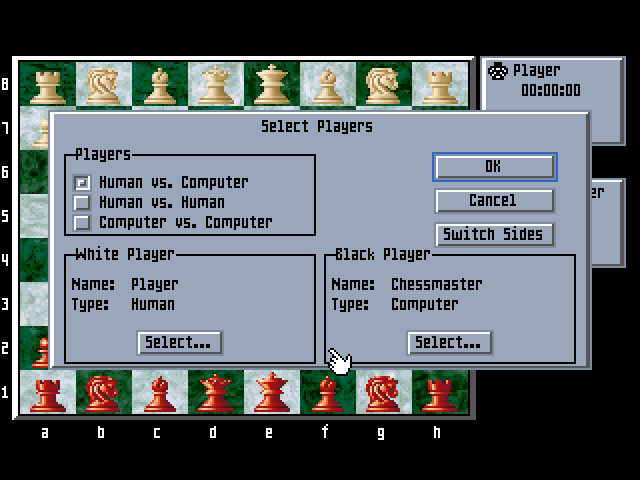 8
Player
00:00:00
7
Select Players
Players
OK
6
Human vs. Computer
er
Human vs. Human
Cancel
5
Computer vs. Computer
Switch Sides
4
White Player
Black Player
Name: Player
Name: Chessmaster
3
Type: Human
Type: Computer
2
Select...
Select...
1
a b c d e f g h